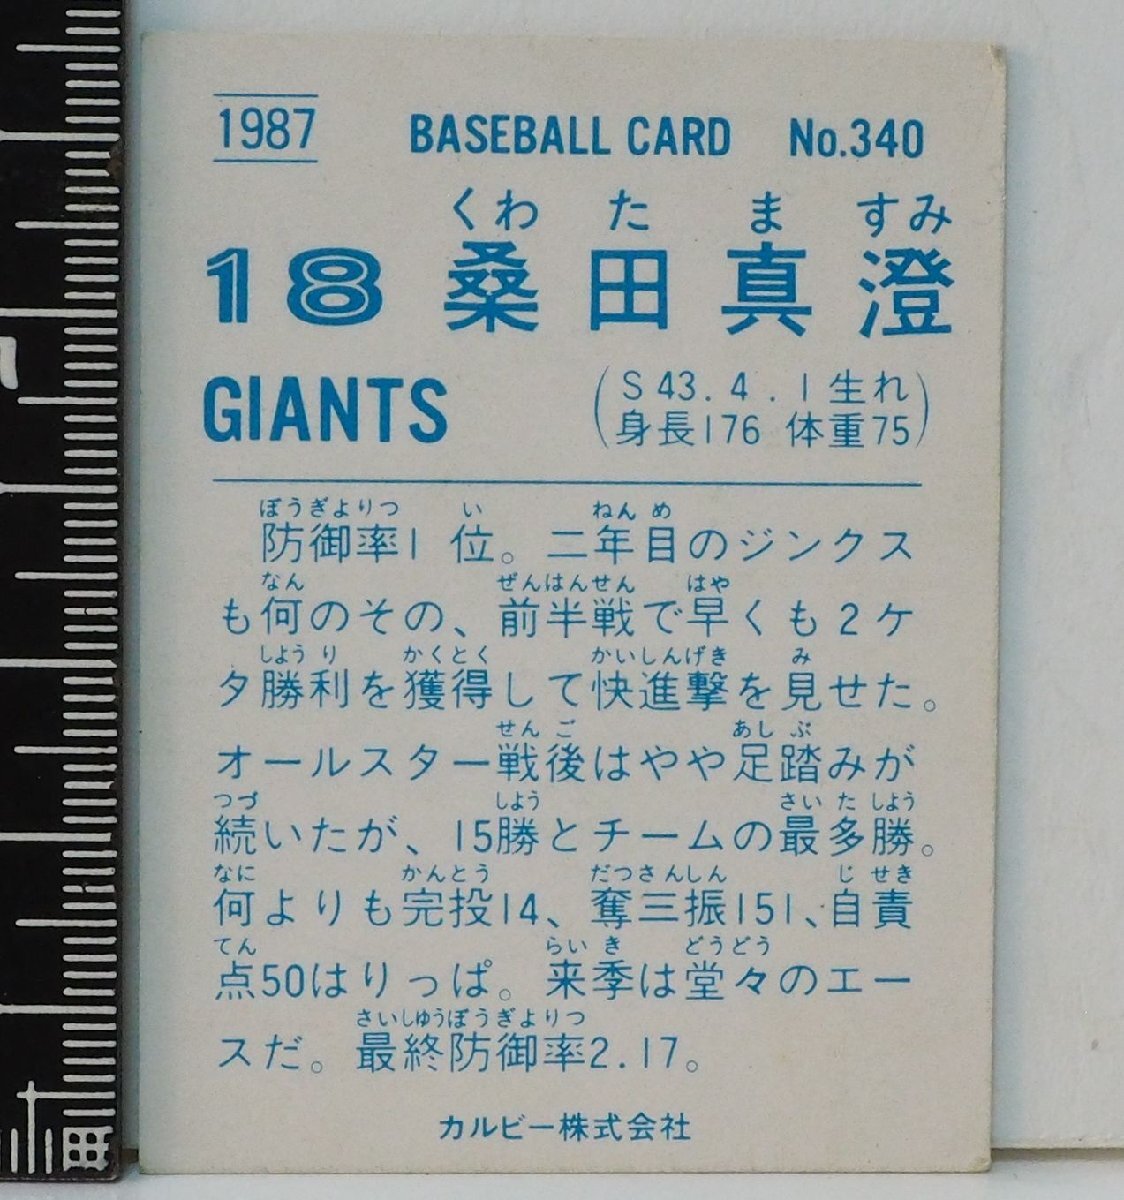 1987 BASEBALL CARD No.340
くわ た ま すみ
18 桑田真澄
GIANTS
(S43.4.1生れ
身長176 体重75)
ぼうぎよりつ い ねん め
防御率1位。二年目のジンクス
なん ぜんはんせん はや
も何のその、前半戦で早くも2ケ
しよう り かくとく かいしんげき み
タ勝利を獲得して快進撃を見せた。
せん ご あし ぶ
オールスター戦後はやや足踏みが
つづ しよう さい た しよう
続いたが、15勝とチームの最多勝。
なに かんとう だつさんしん じ せき
何よりも完投14、奪三振151、自責
てん らい き どうどう
点50はりっぱ。来季は堂々のエー
さいしゆうぼうぎよりつ
スだ。最終防御率2.17。
カルビー株式会社